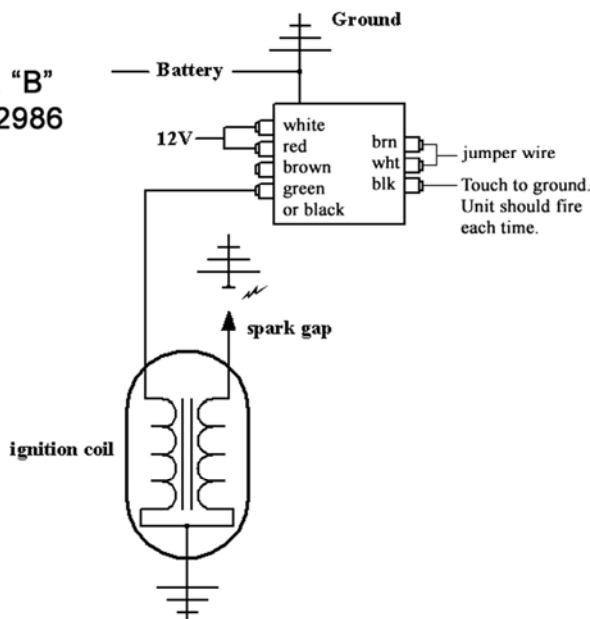 Ground
"B"
Battery
2986
12V
white
red
brown
green
or black
brn
wht
blk
jumper wire
Touch to ground.
Unit should fire
each time.
spark gap
ignition coil